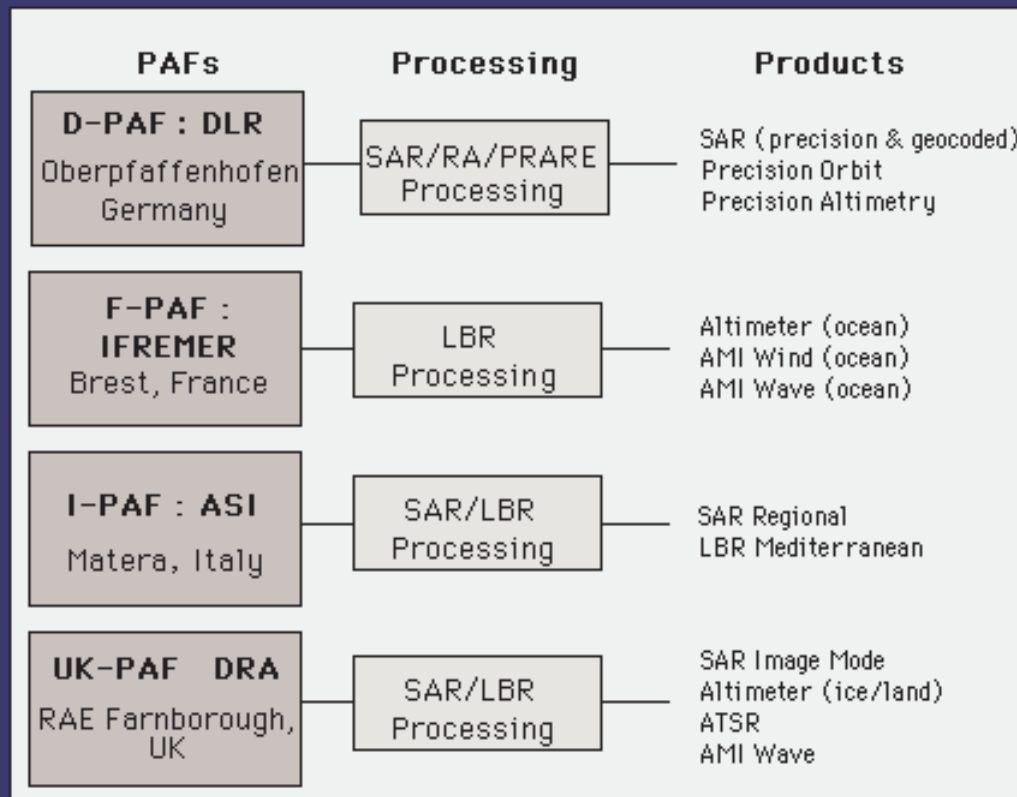 PAFs Processing Products
D-PAF : DLR
Oberpfaffenhofen
Germany
SAR/RA/PRARE
Processing
SAR (precision & geocoded)
Precision Orbit
Precision Altimetry
F-PAF :
IFREMER
Brest, France
LBR
Processing
Altimeter (ocean)
AMI Wind (ocean)
AMI Wave (ocean)
I-PAF : ASI
Matera, Italy
SAR/LBR
Processing
SAR Regional
LBR Mediterranean
UK-PAF DRA
RAE Farnborough,
UK
SAR/LBR
Processing
SAR Image Mode
Altimeter (ice/land)
ATSR
AMI Wave